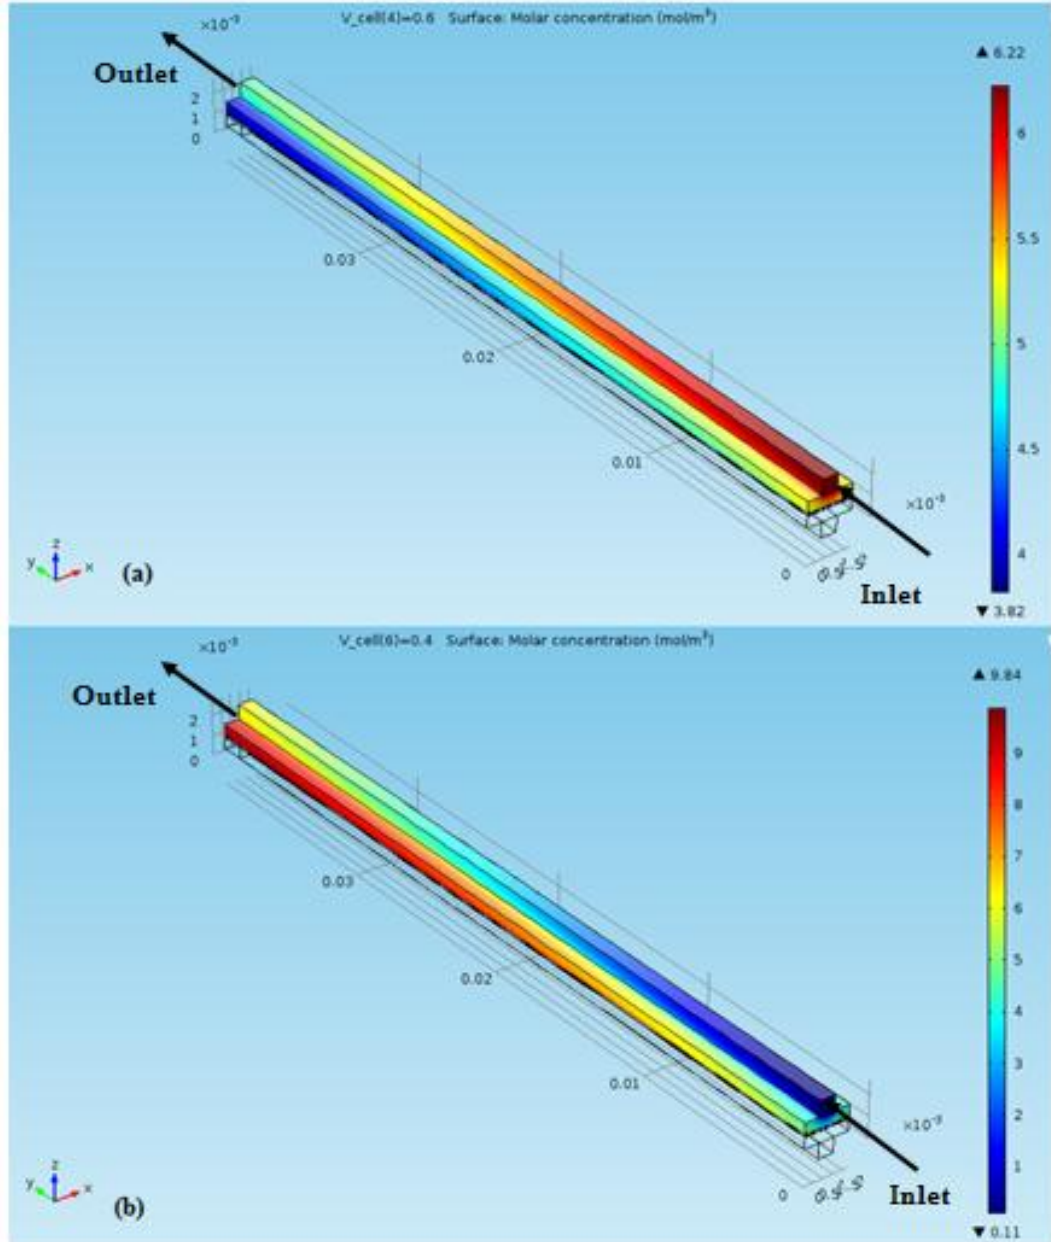 V_cell(4)=0.6 Surface: Molar concentration (mol/m³)
×10⁻³
▲ 6.22
Outlet
2
1
0
6
5.5
5
4.5
4
0.03
0.02
0.01
0
×10⁻³
z
y
x
(a)
Inlet
▼ 3.82
V_cell(6)=0.4 Surface: Molar concentration (mol/m³)
×10⁻³
▲ 9.84
Outlet
2
1
0
9
8
7
6
5
4
3
2
1
0.03
0.02
0.01
0
×10⁻³
z
y
x
(b)
Inlet
▼ 0.11